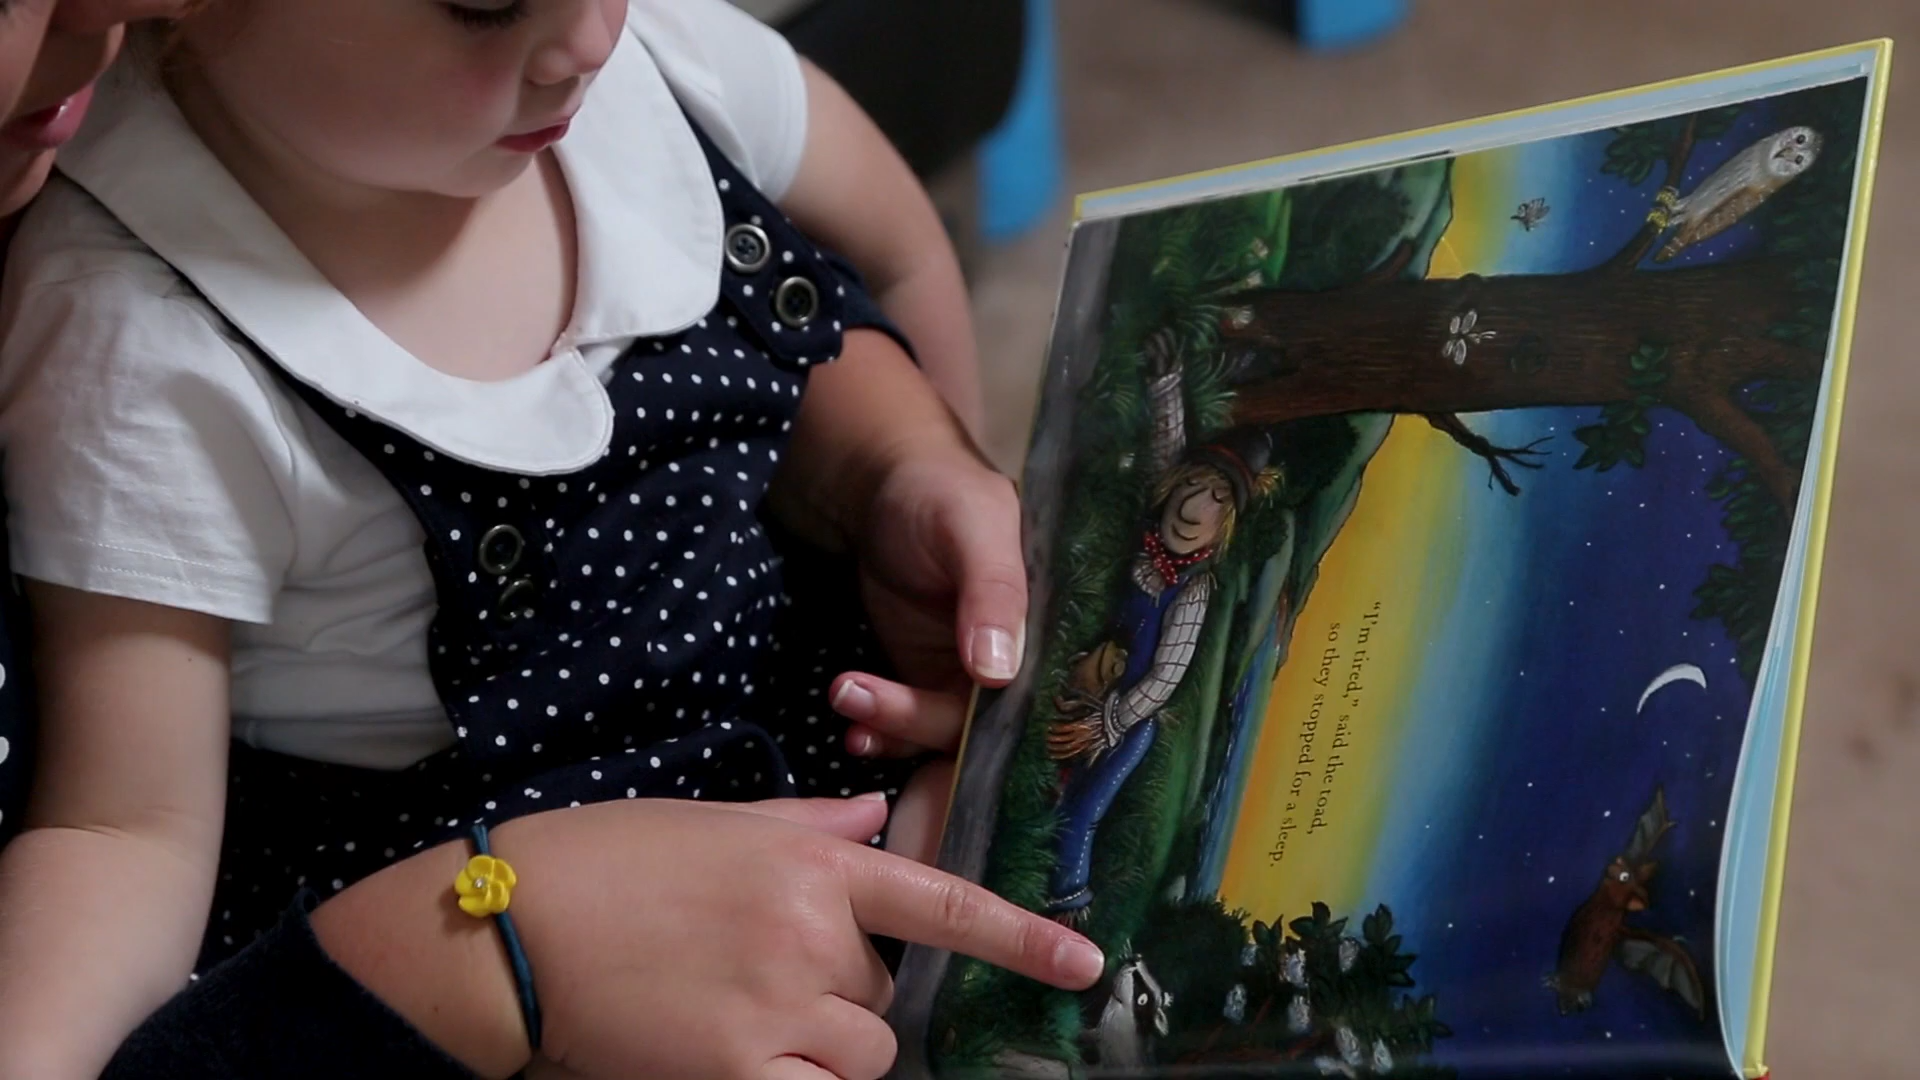 “I’m tired,” said the toad,
so they stopped for a sleep.